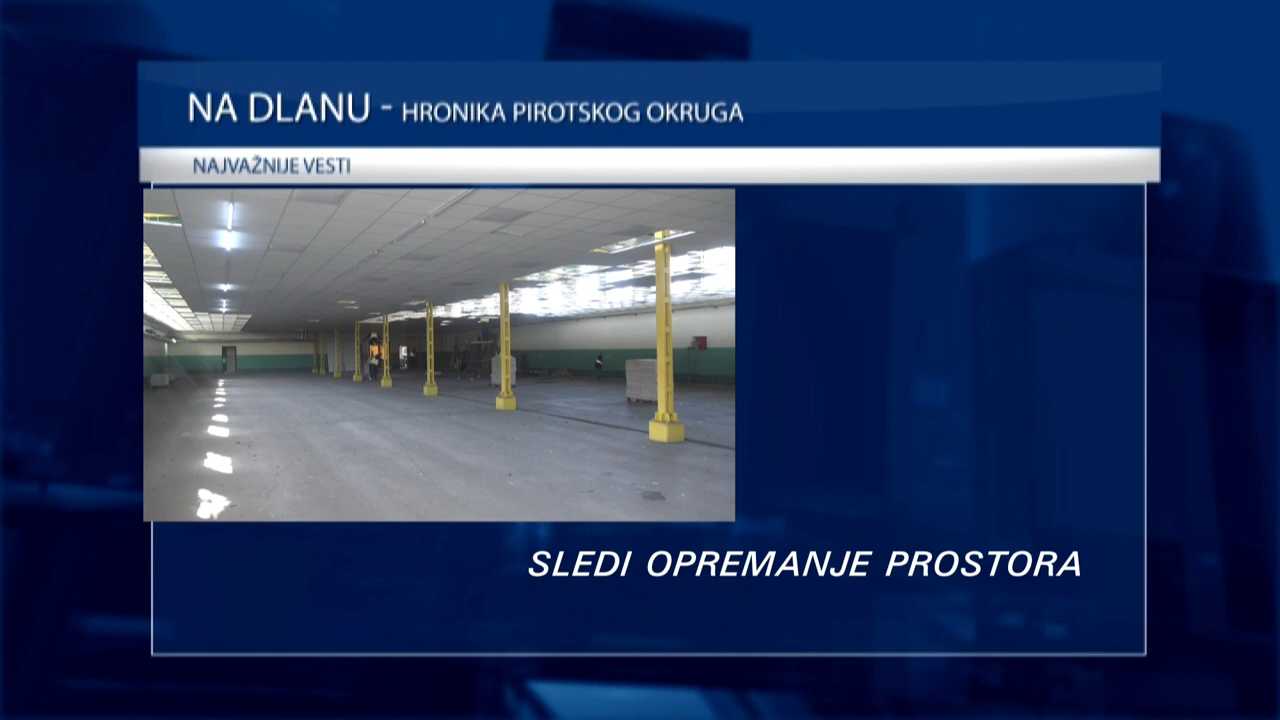 NA DLANU - HRONIKA PIROTSKOG OKRUGA
NAJVAŽNIJE VESTI
SLEDI OPREMANJE PROSTORA